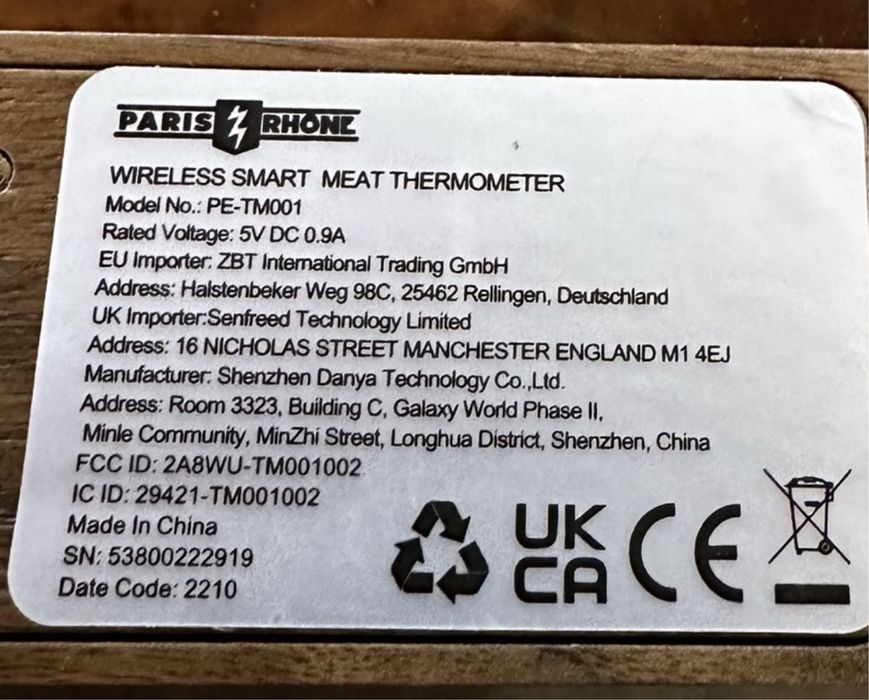 PARIS RHÔNE
WIRELESS SMART MEAT THERMOMETER
Model No.: PE-TM001
Rated Voltage: 5V DC 0.9A
EU Importer: ZBT International Trading GmbH
Address: Halstenbeker Weg 98C, 25462 Rellingen, Deutschland
UK Importer:Senfreed Technology Limited
Address: 16 NICHOLAS STREET MANCHESTER ENGLAND M1 4EJ
Manufacturer: Shenzhen Danya Technology Co.,Ltd.
Address: Room 3323, Building C, Galaxy World Phase II,
Minle Community, MinZhi Street, Longhua District, Shenzhen, China
FCC ID: 2A8WU-TM001002
IC ID: 29421-TM001002
Made In China
SN: 53800222919
Date Code: 2210
UK
CA
CE